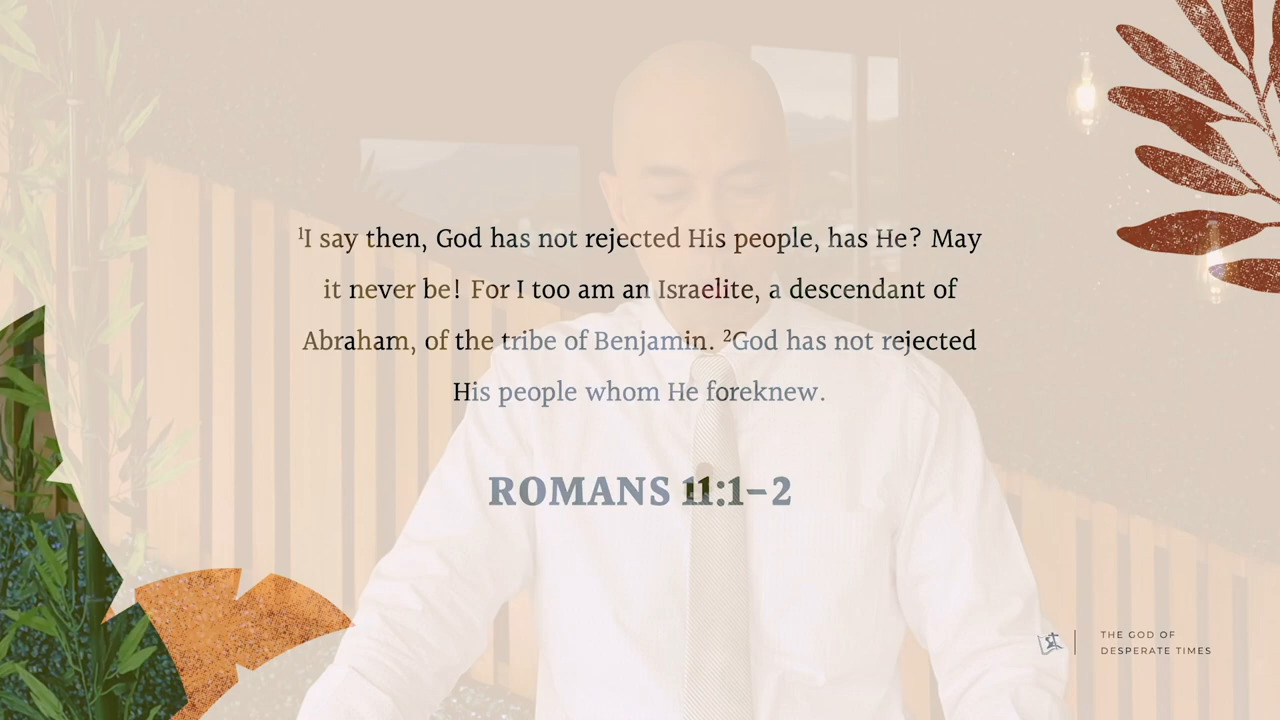 ¹I say then, God has not rejected His people, has He? May
it never be! For I too am an Israelite, a descendant of
Abraham, of the tribe of Benjamin. ²God has not rejected
His people whom He foreknew.
ROMANS 11:1–2
THE GOD OF
DESPERATE TIMES